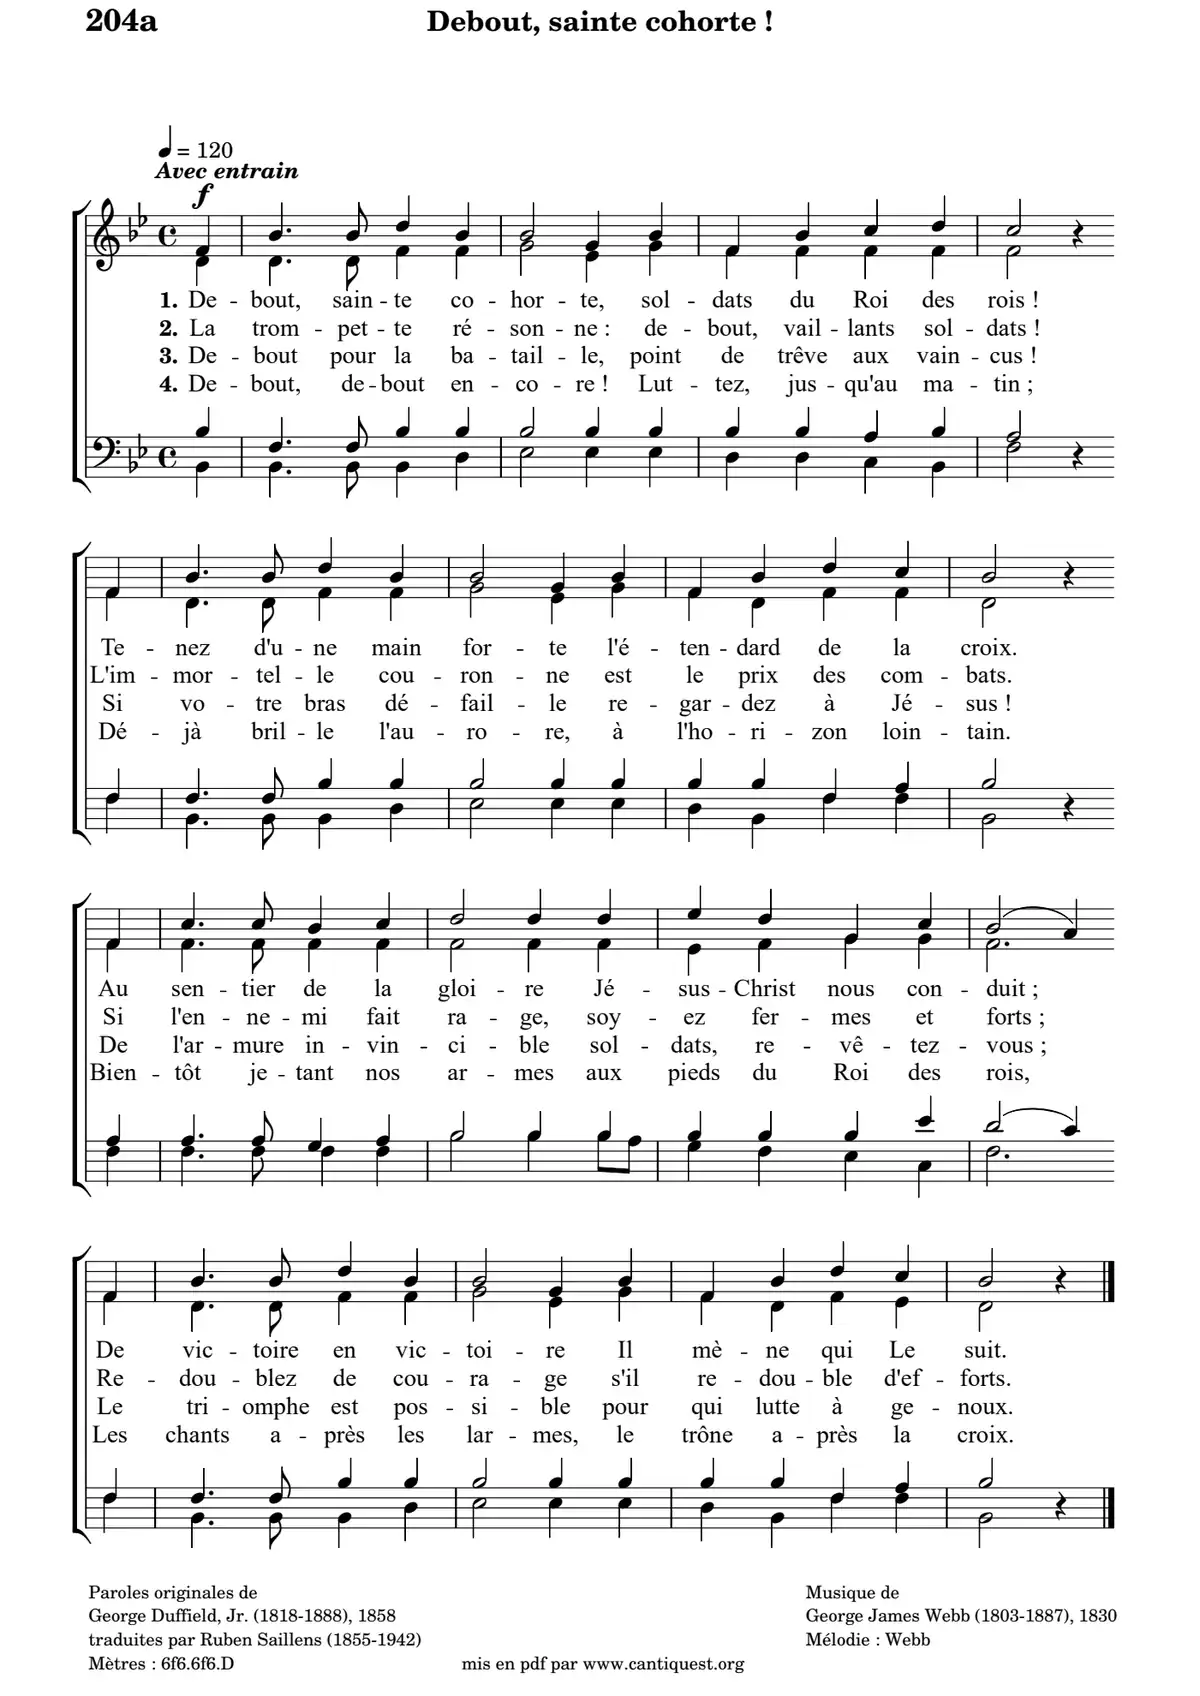 204a
Debout, sainte cohorte !
= 120
Avec entrain
f
1. De - bout, sain - te co - hor - te, sol - dats du Roi des rois !
2. La trom - pet - te ré - son - ne : de - bout, vail - lants sol - dats !
3. De - bout pour la ba - tail - le, point de trêve aux vain - cus !
4. De - bout, de - bout en - co - re ! Lut - tez, jus - qu'au ma - tin ;
Te - nez d'u - ne main for - te l'é - ten - dard de la croix.
L'im - mor - tel - le cou - ron - ne est le prix des com - bats.
Si vo - tre bras dé - fail - le re - gar - dez à Jé - sus !
Dé - jà bril - le l'au - ro - re, à l'ho - ri - zon loin - tain.
Au sen - tier de la gloi - re Jé - sus - Christ nous con - duit ;
Si l'en - ne - mi fait ra - ge, soy - ez fer - mes et forts ;
De l'ar - mure in - vin - ci - ble sol - dats, re - vê - tez - vous ;
Bien - tôt je - tant nos ar - mes aux pieds du Roi des rois,
De vic - toire en vic - toi - re Il mè - ne qui Le suit.
Re - dou - blez de cou - ra - ge s'il re - dou - ble d'ef - forts.
Le tri - omphe est pos - si - ble pour qui lutte à ge - noux.
Les chants a - près les lar - mes, le trône a - près la croix.
Paroles originales de
George Duffield, Jr. (1818-1888), 1858
traduites par Ruben Saillens (1855-1942)
Mètres : 6f6.6f6.D
Musique de
George James Webb (1803-1887), 1830
Mélodie : Webb
mis en pdf par www.cantiquest.org